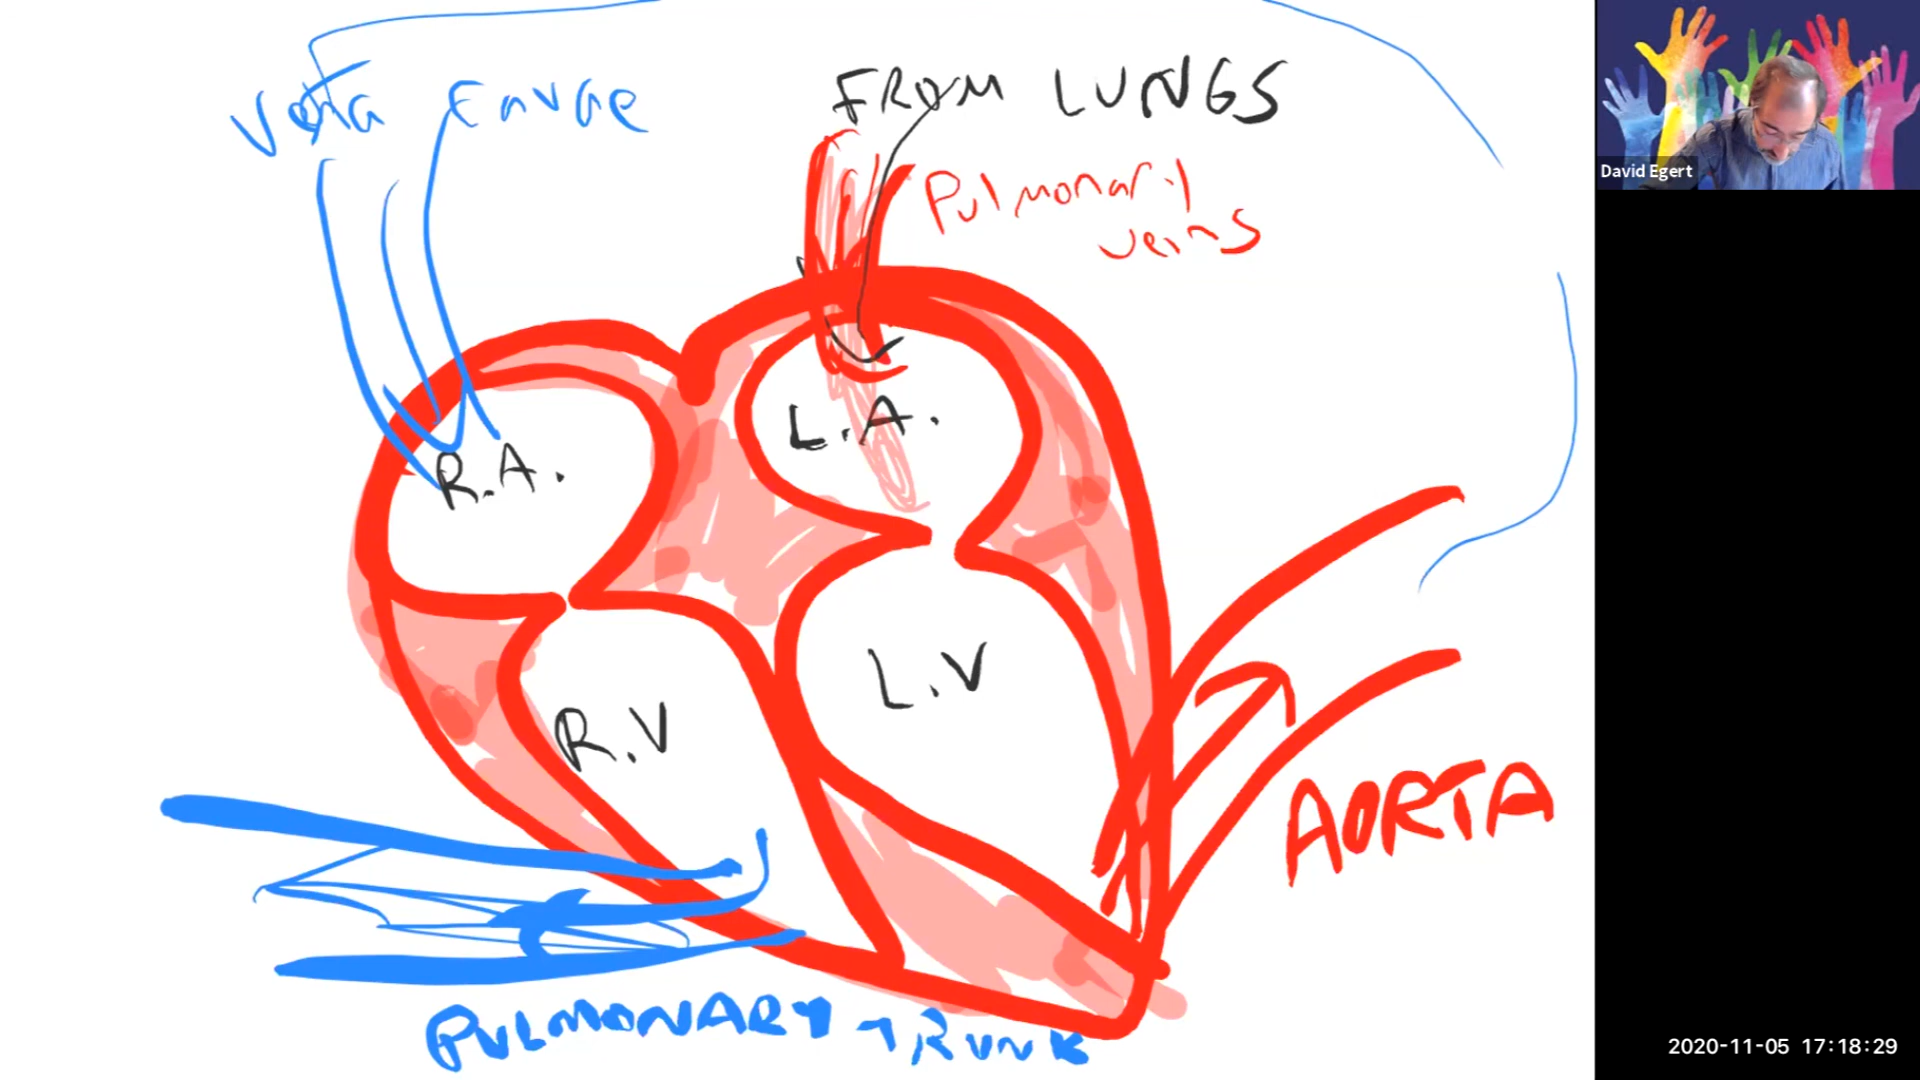 vena cavae
FROM LUNGS
Pulmonary
veins
L.A.
R.A.
L.V
R.V
AORTA
PULMONARY TRUNK
David Egert
2020-11-05 17:18:29